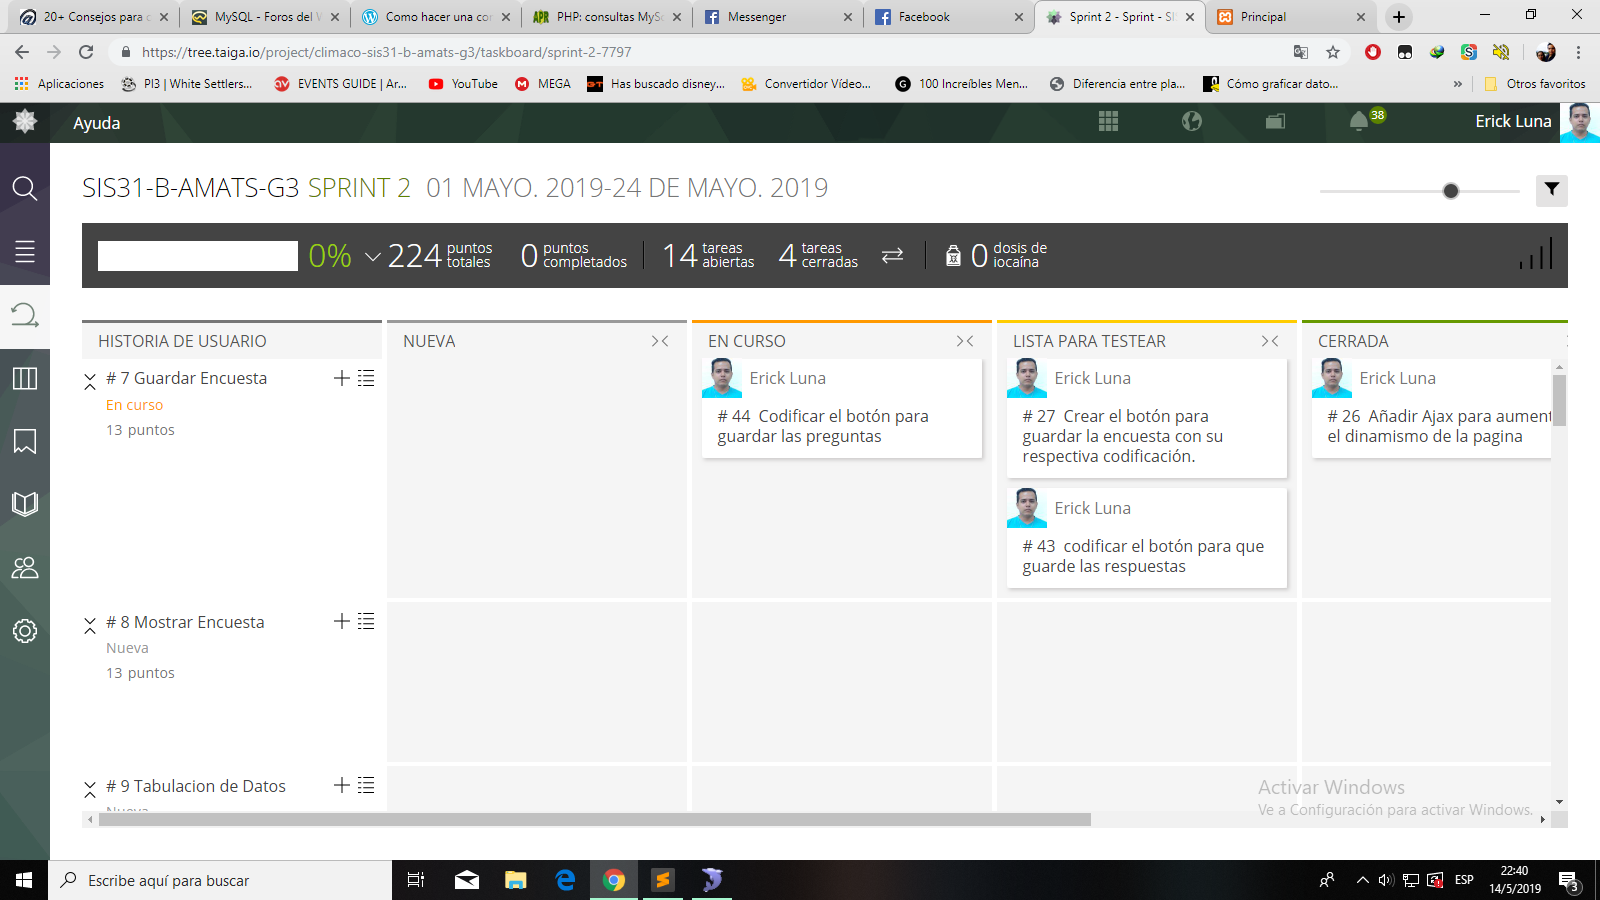 20+ Consejos para c
MySQL - Foros del W
Como hacer una con
PHP: consultas MySQ
Messenger
Facebook
Sprint 2 - Sprint - SI
Principal
https://tree.taiga.io/project/climaco-sis31-b-amats-g3/taskboard/sprint-2-7797
Aplicaciones
PI3 | White Settlers...
EVENTS GUIDE | Ar...
YouTube
MEGA
Has buscado disney...
Convertidor Vídeo...
100 Increíbles Men...
Diferencia entre pla...
Cómo graficar dato...
»
Otros favoritos
Ayuda
38
Erick Luna
SIS31-B-AMATS-G3 SPRINT 2 01 MAYO. 2019-24 DE MAYO. 2019
0%
224 puntos totales
0 puntos completados
14 tareas abiertas
4 tareas cerradas
0 dosis de iocaína
HISTORIA DE USUARIO
NUEVA
EN CURSO
LISTA PARA TESTEAR
CERRADA
# 7 Guardar Encuesta
En curso
13 puntos
Erick Luna
# 44 Codificar el botón para
guardar las preguntas
Erick Luna
# 27 Crear el botón para
guardar la encuesta con su
respectiva codificación.
Erick Luna
# 43 codificar el botón para que
guarde las respuestas
Erick Luna
# 26 Añadir Ajax para aument
el dinamismo de la pagina
# 8 Mostrar Encuesta
Nueva
13 puntos
# 9 Tabulacion de Datos
Nueva
Activar Windows
Ve a Configuración para activar Windows.
Escribe aquí para buscar
ESP
22:40
14/5/2019
3